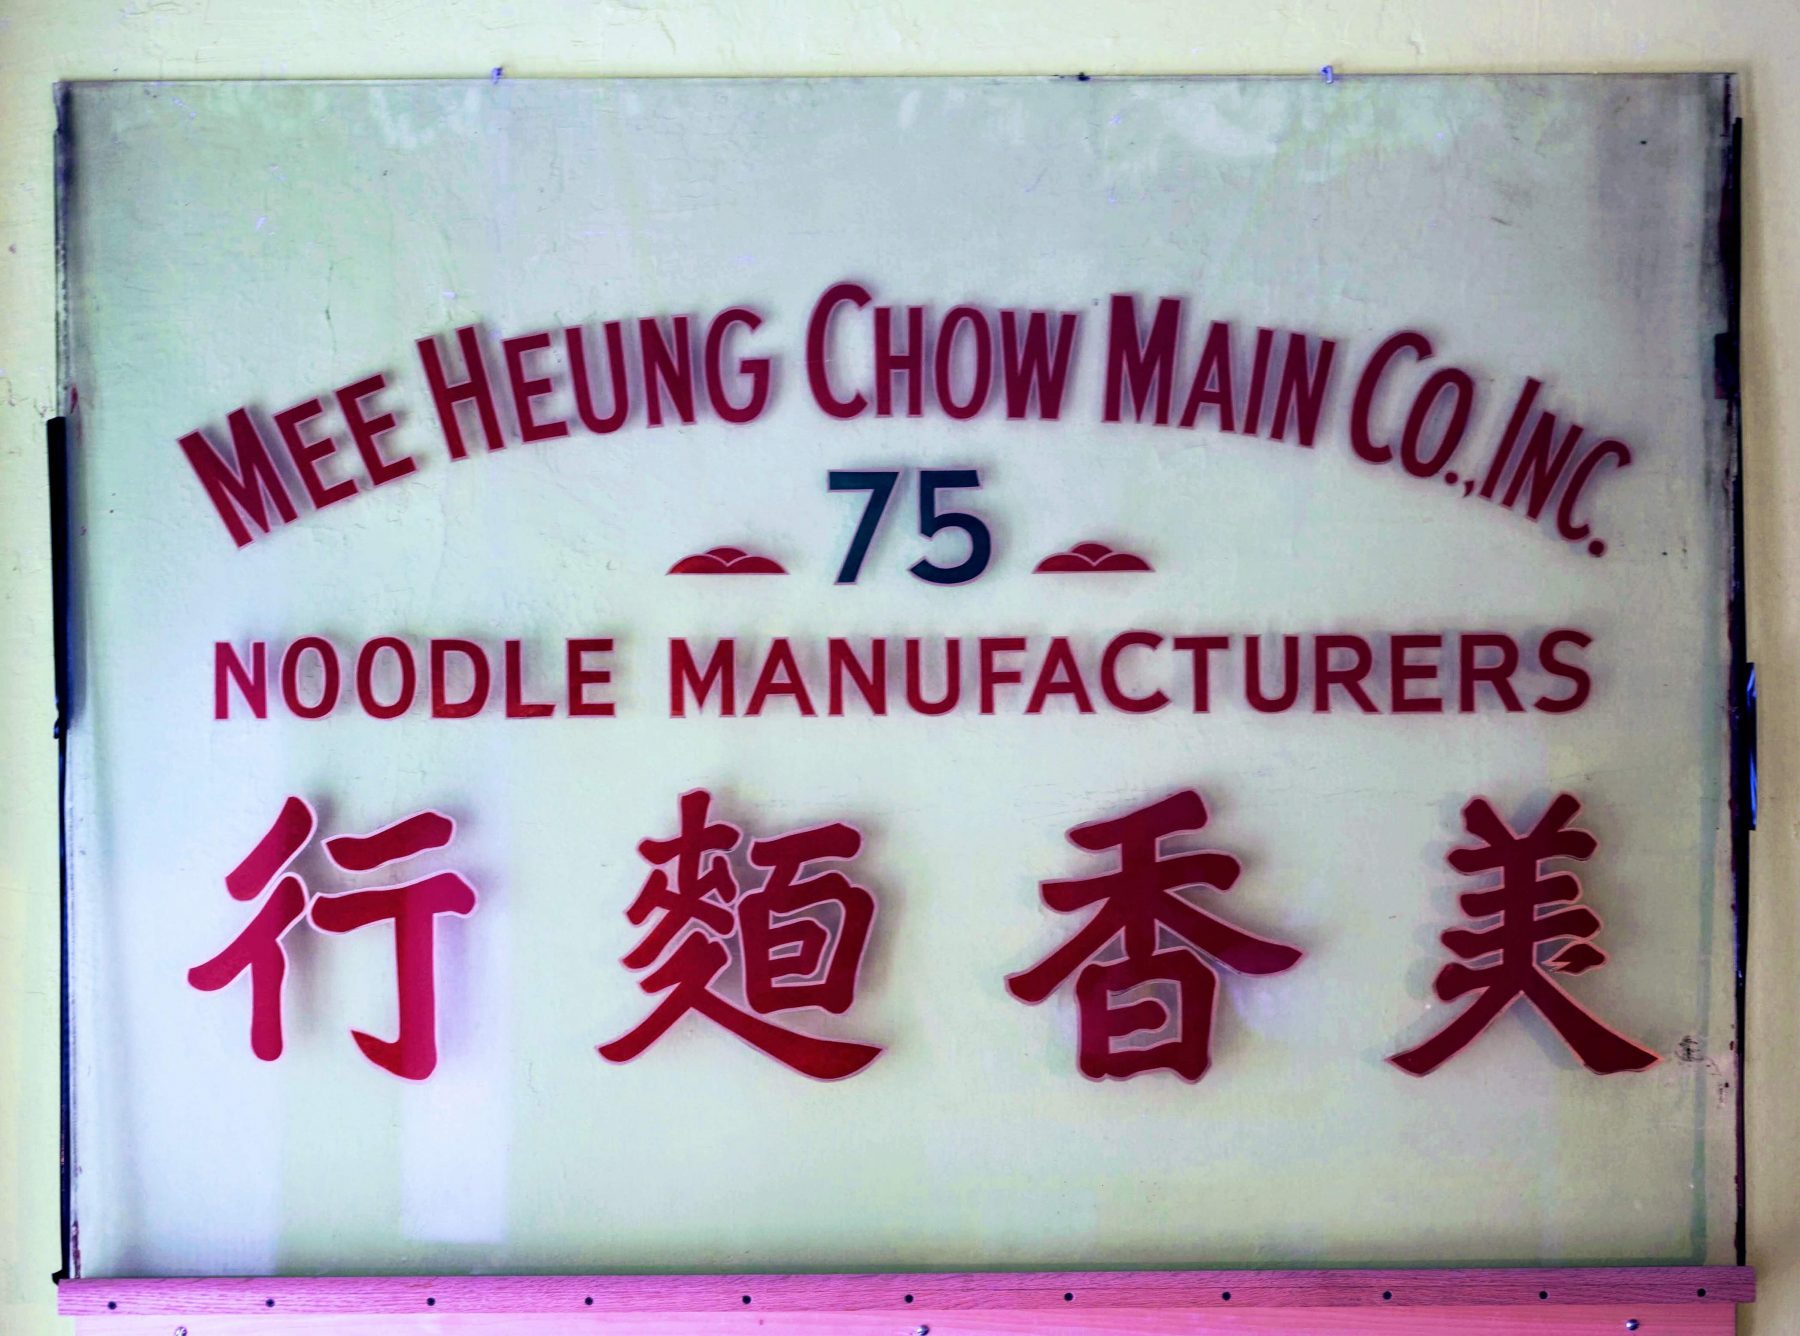 MEE HEUNG CHOW MAIN CO., INC.
75
NOODLE MANUFACTURERS
美香麵行